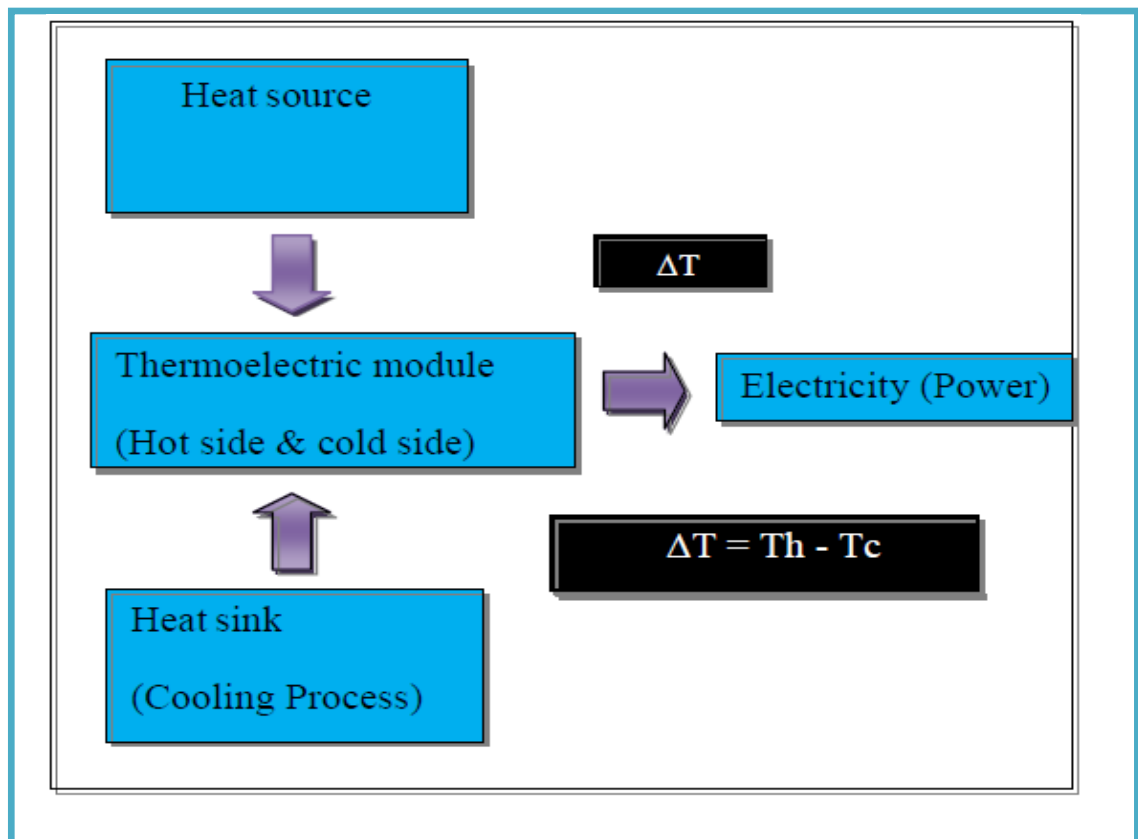 Heat source
ΔT
Thermoelectric module
(Hot side & cold side)
Electricity (Power)
ΔT = Th - Tc
Heat sink
(Cooling Process)